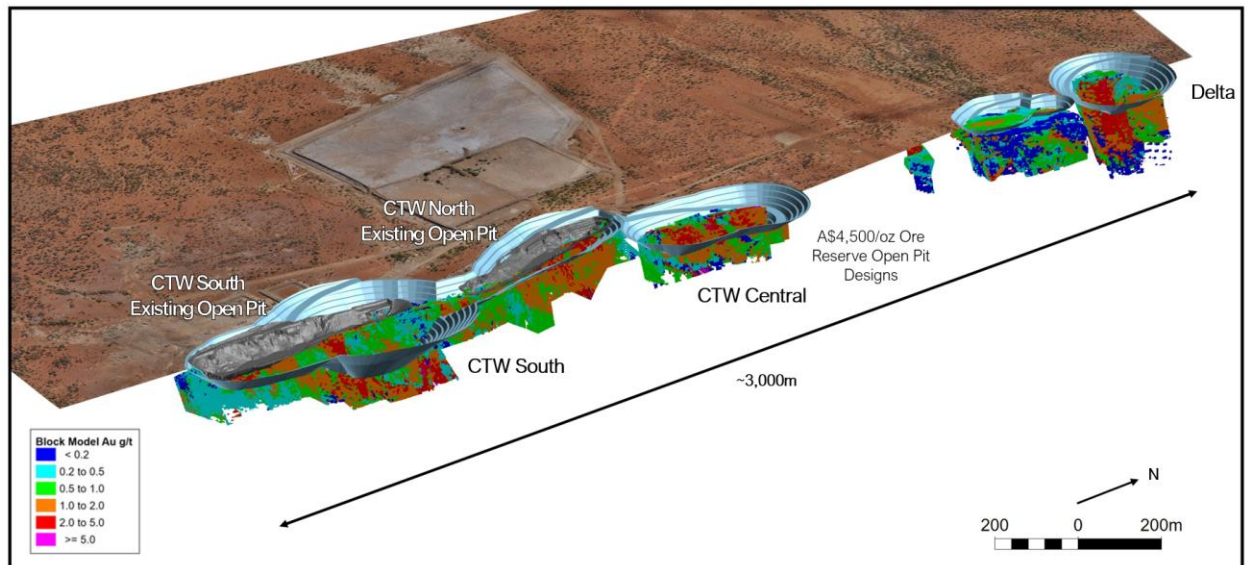 Delta
CTW North
Existing Open Pit
CTW South
Existing Open Pit
A$4,500/oz Ore
Reserve Open Pit
Designs
CTW Central
CTW South
~3,000m
Block Model Au g/t
< 0.2
0.2 to 0.5
0.5 to 1.0
1.0 to 2.0
2.0 to 5.0
>= 5.0
N
200 0 200m